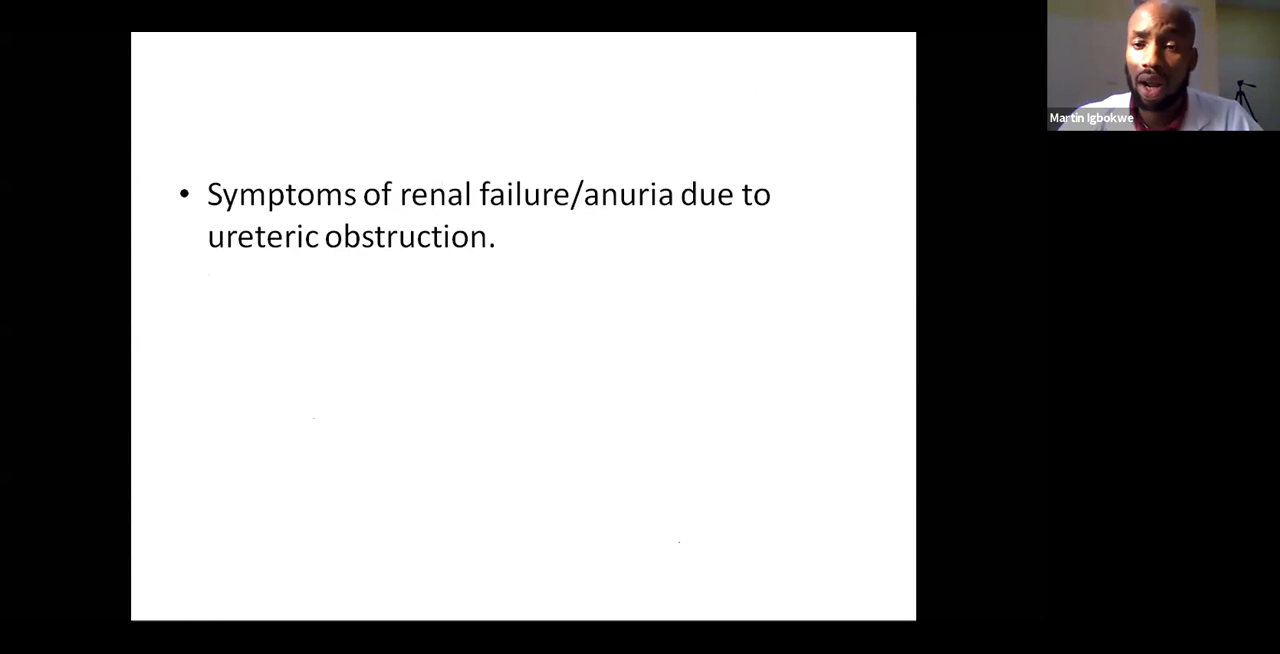 • Symptoms of renal failure/anuria due to
ureteric obstruction.
Martin Igbokwe